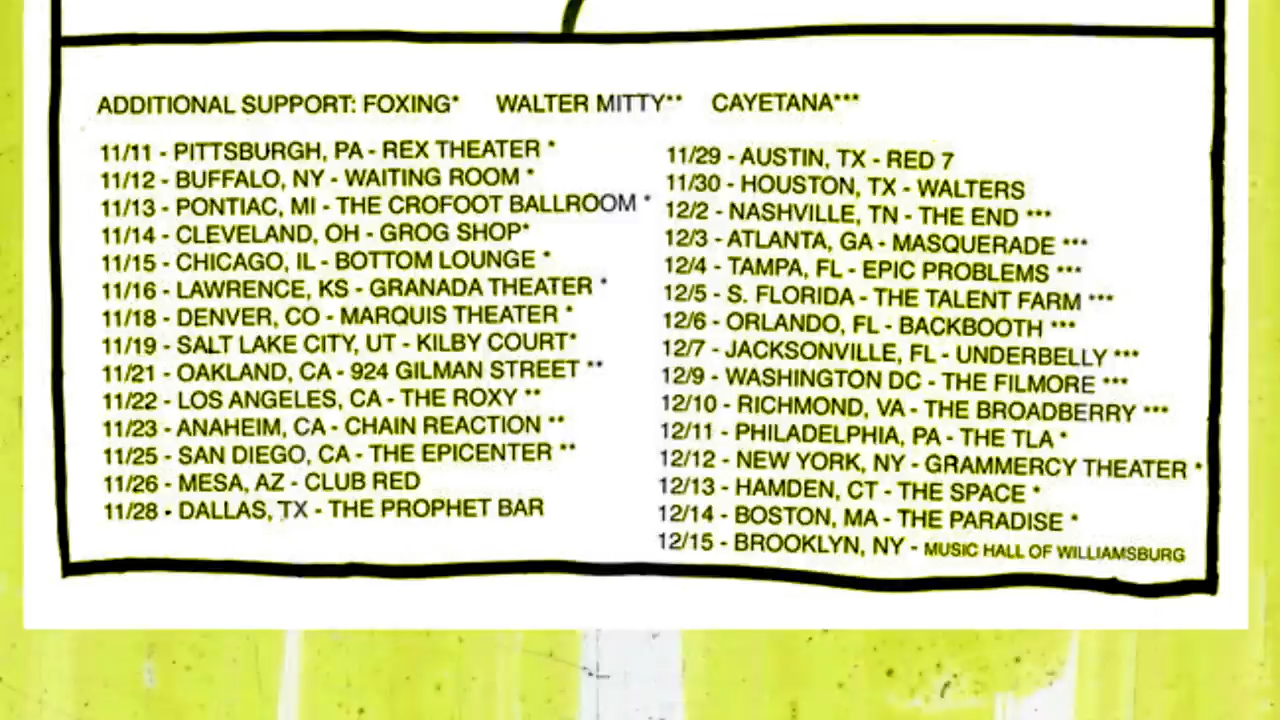 ADDITIONAL SUPPORT: FOXING* WALTER MITTY** CAYETANA***
11/11 - PITTSBURGH, PA - REX THEATER *
11/12 - BUFFALO, NY - WAITING ROOM *
11/13 - PONTIAC, MI - THE CROFOOT BALLROOM *
11/14 - CLEVELAND, OH - GROG SHOP*
11/15 - CHICAGO, IL - BOTTOM LOUNGE *
11/16 - LAWRENCE, KS - GRANADA THEATER *
11/18 - DENVER, CO - MARQUIS THEATER *
11/19 - SALT LAKE CITY, UT - KILBY COURT*
11/21 - OAKLAND, CA - 924 GILMAN STREET **
11/22 - LOS ANGELES, CA - THE ROXY **
11/23 - ANAHEIM, CA - CHAIN REACTION **
11/25 - SAN DIEGO, CA - THE EPICENTER **
11/26 - MESA, AZ - CLUB RED
11/28 - DALLAS, TX - THE PROPHET BAR
11/29 - AUSTIN, TX - RED 7
11/30 - HOUSTON, TX - WALTERS
12/2 - NASHVILLE, TN - THE END ***
12/3 - ATLANTA, GA - MASQUERADE ***
12/4 - TAMPA, FL - EPIC PROBLEMS ***
12/5 - S. FLORIDA - THE TALENT FARM ***
12/6 - ORLANDO, FL - BACKBOOTH ***
12/7 - JACKSONVILLE, FL - UNDERBELLY ***
12/9 - WASHINGTON DC - THE FILMORE ***
12/10 - RICHMOND, VA - THE BROADBERRY ***
12/11 - PHILADELPHIA, PA - THE TLA *
12/12 - NEW YORK, NY - GRAMMERCY THEATER *
12/13 - HAMDEN, CT - THE SPACE *
12/14 - BOSTON, MA - THE PARADISE *
12/15 - BROOKLYN, NY - MUSIC HALL OF WILLIAMSBURG